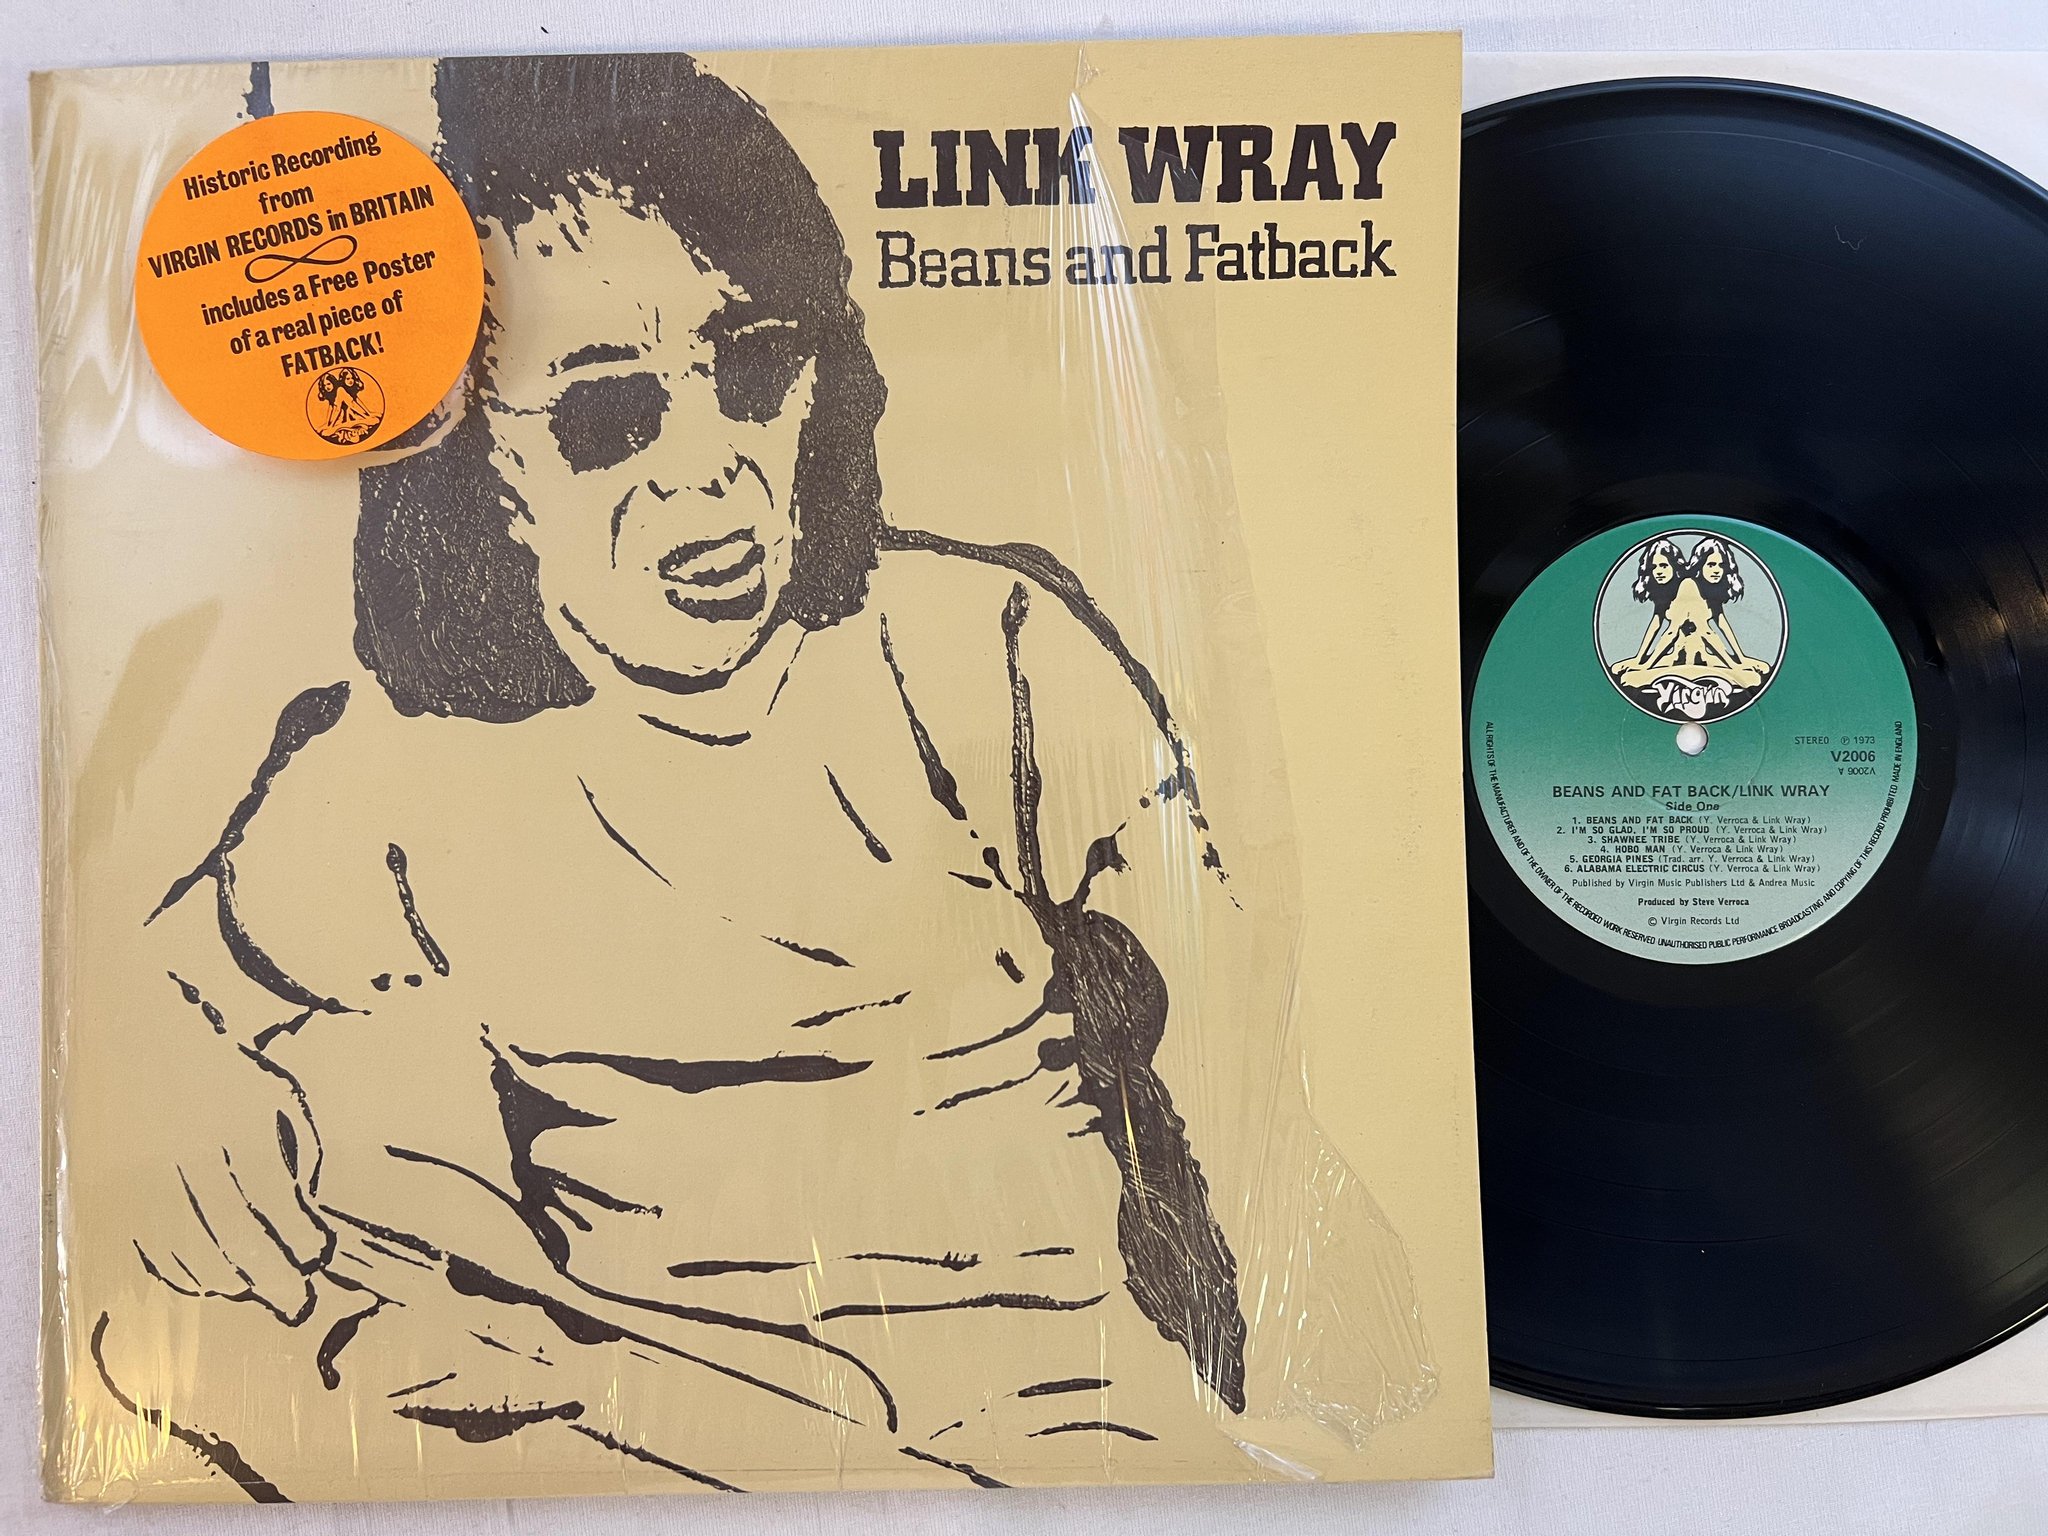 Historic Recording
from
VIRGIN RECORDS in BRITAIN
includes a Free Poster
of a real piece of
FATBACK!
Virgin
LINK WRAY
Beans and Fatback
Virgin
STEREO ℗ 1973
V2006
V2006 A
BEANS AND FAT BACK/LINK WRAY
Side One
1. BEANS AND FAT BACK (Y. Verroca & Link Wray)
2. I'M SO GLAD, I'M SO PROUD (Y. Verroca & Link Wray)
3. SHAWNEE TRIBE (Y. Verroca & Link Wray)
4. HOBO MAN (Y. Verroca & Link Wray)
5. GEORGIA PINES (Trad. arr. Y. Verroca & Link Wray)
6. ALABAMA ELECTRIC CIRCUS (Y. Verroca & Link Wray)
Published by Virgin Music Publishers Ltd & Andrea Music
Produced by Steve Verroca
© Virgin Records Ltd
ALL RIGHTS OF THE MANUFACTURER AND OF THE OWNER OF THE RECORDED WORK RESERVED UNAUTHORISED PUBLIC PERFORMANCE BROADCASTING AND COPYING OF THIS RECORD PROHIBITED MADE IN ENGLAND